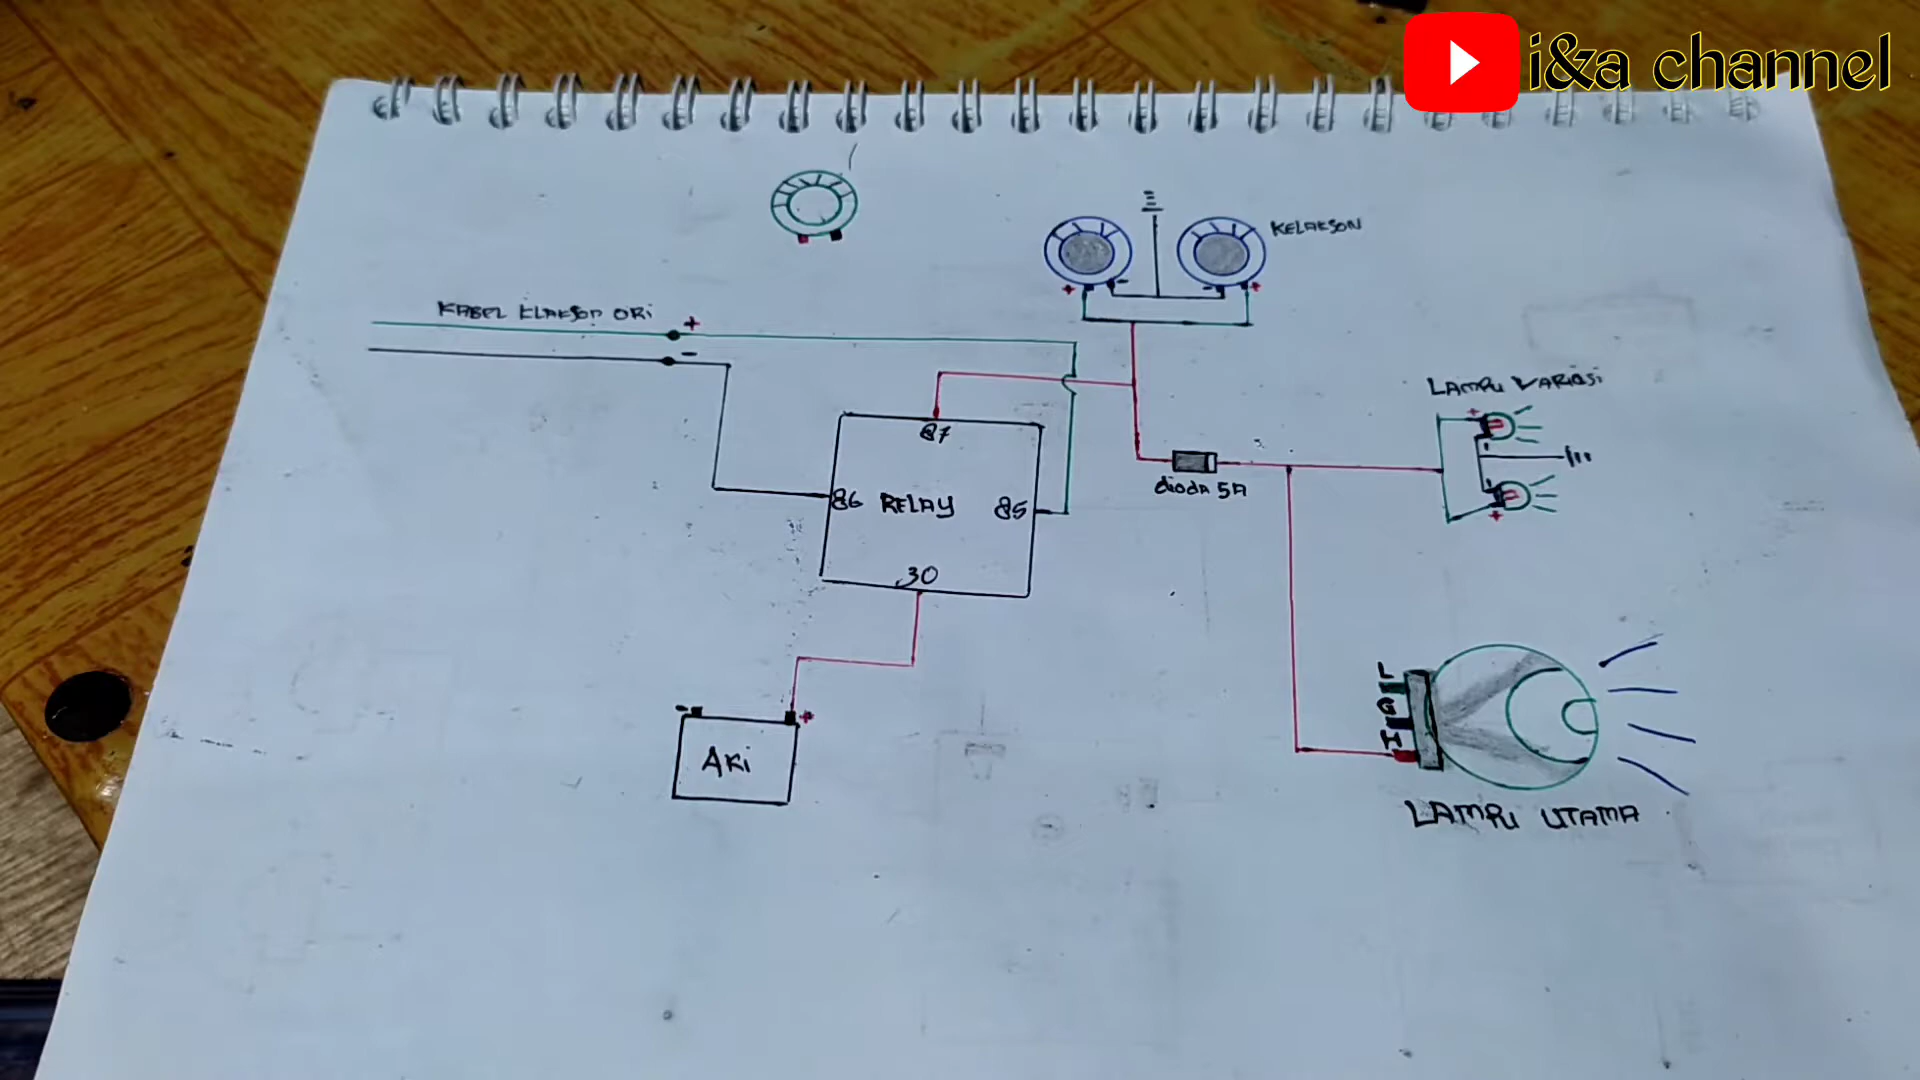 i&a channel
KELAKSON
KABEL KLAKSON ORI
+
-
+
-
-
+
LAMPU VARIASI
+
87
86 RELAY 85
dioda 5A
+
30
L
G
H
-
+
AKi
LAMPU UTAMA